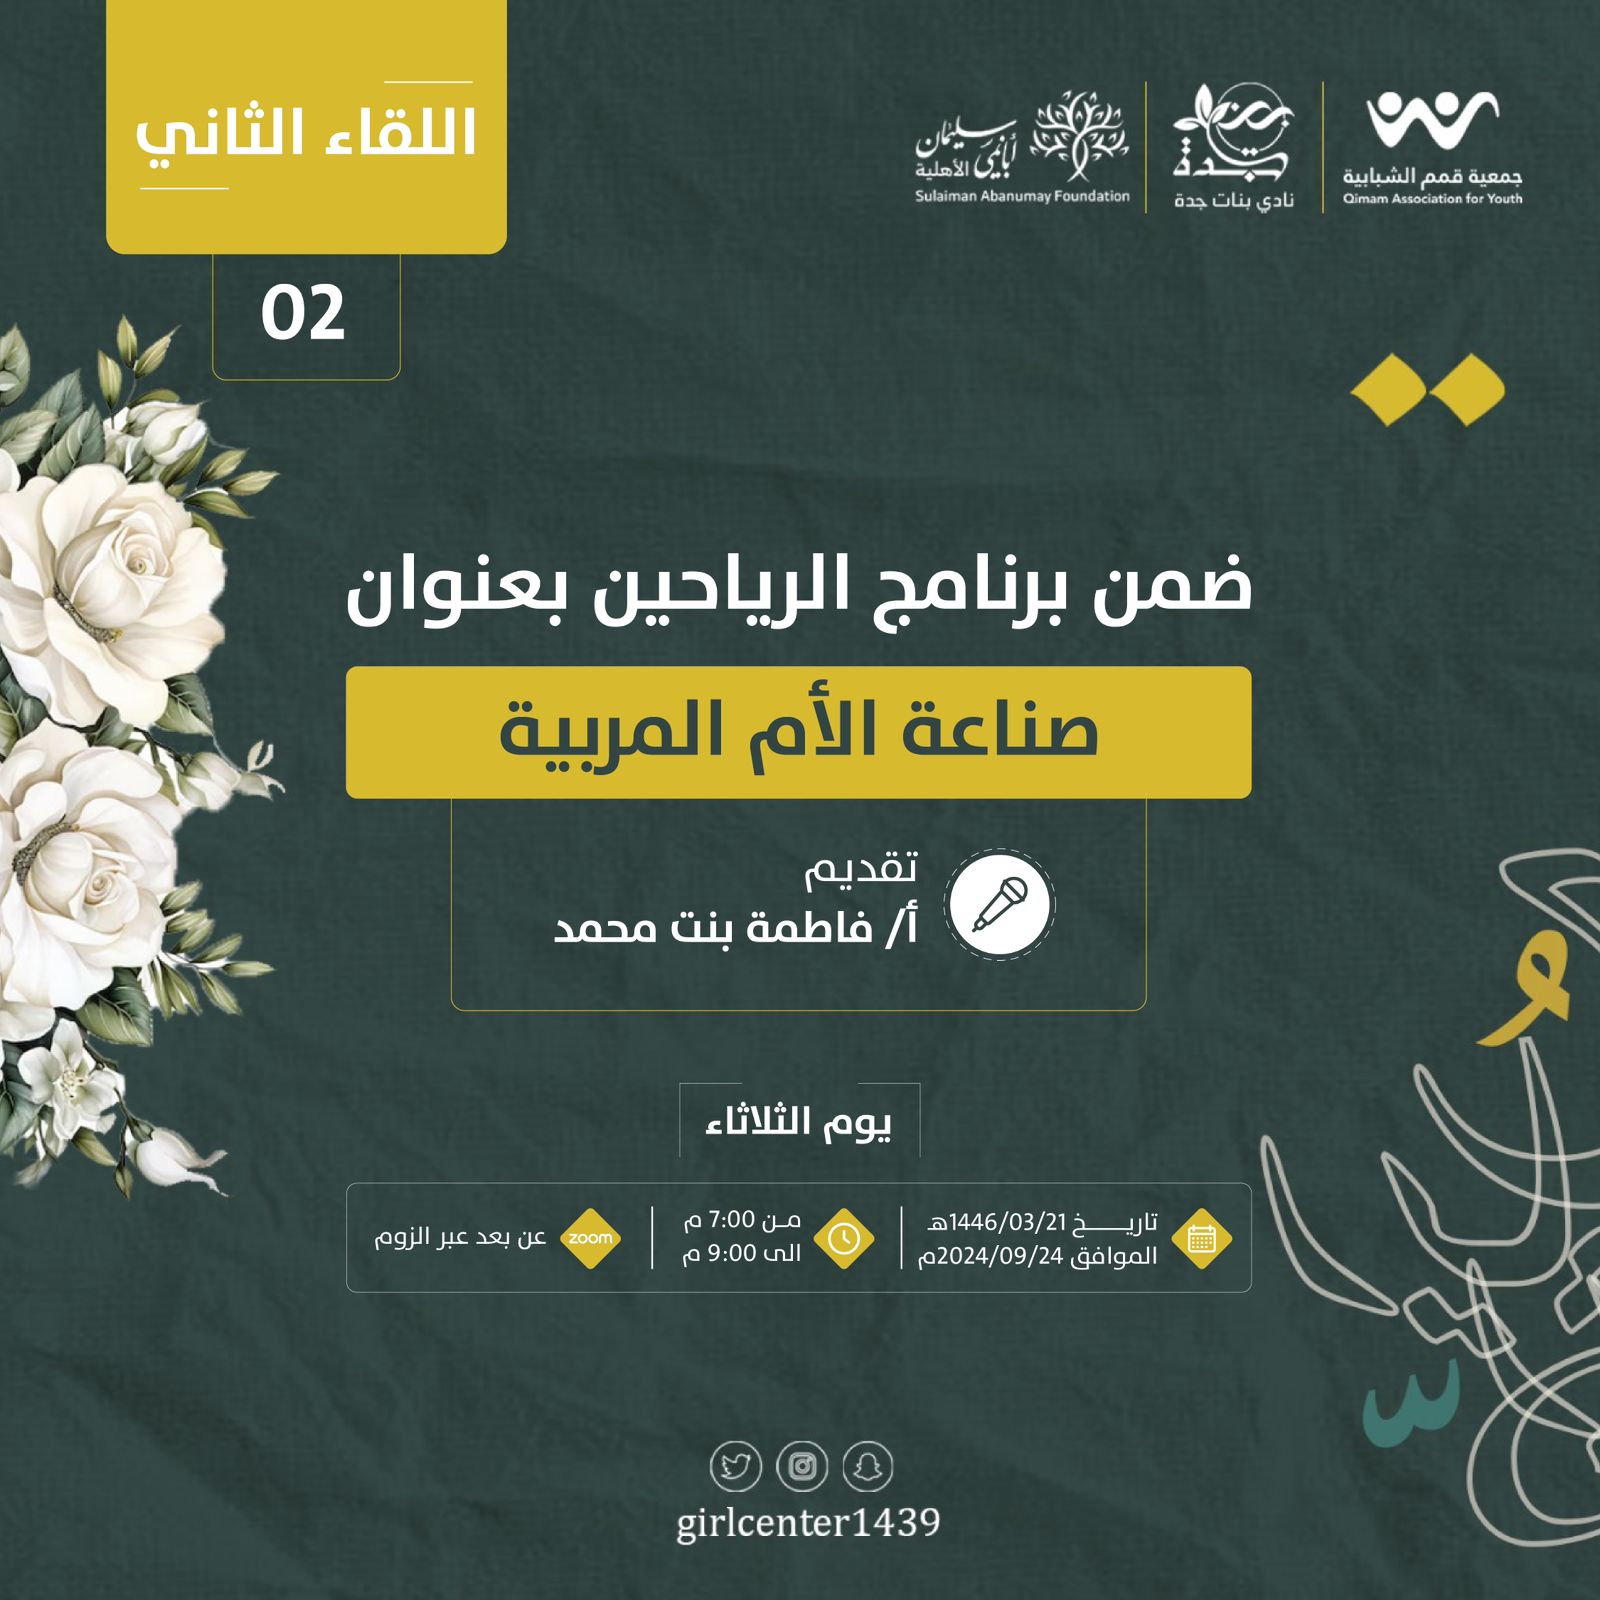 جمعية قمم الشبابية
Qimam Association for Youth
نادي بنات جدة
سليمان أبانمي الأهلية
Sulaiman Abanumay Foundation
اللقاء الثاني
02
ضمن برنامج الرياحين بعنوان
صناعة الأم المربية
تقديم
أ/ فاطمة بنت محمد
يوم الثلاثاء
تاريـــخ 1446/03/21هـ
الموافق 2024/09/24م
مـن 7:00 م
الى 9:00 م
zoom
عن بعد عبر الزوم
girlcenter1439